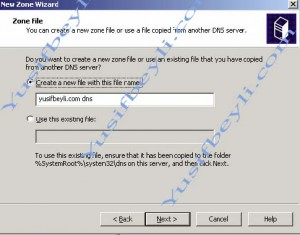 New Zone Wizard
Zone file
You can create a new zone file or use a file copied from another DNS server.
Do you want to create a new zone file or use an existing file that you have copied
from another DNS server?
Create a new file with this file name:
yusifbeyli.com.dns
Use this existing file:
To use this existing file, ensure that it has been copied to the folder
%SystemRoot%\system32\dns on this server, and then click Next.
< Back
Next >
Cancel
Help
Yusifbeyli.com
Yusifbeyli.com
Yusifbeyli.com